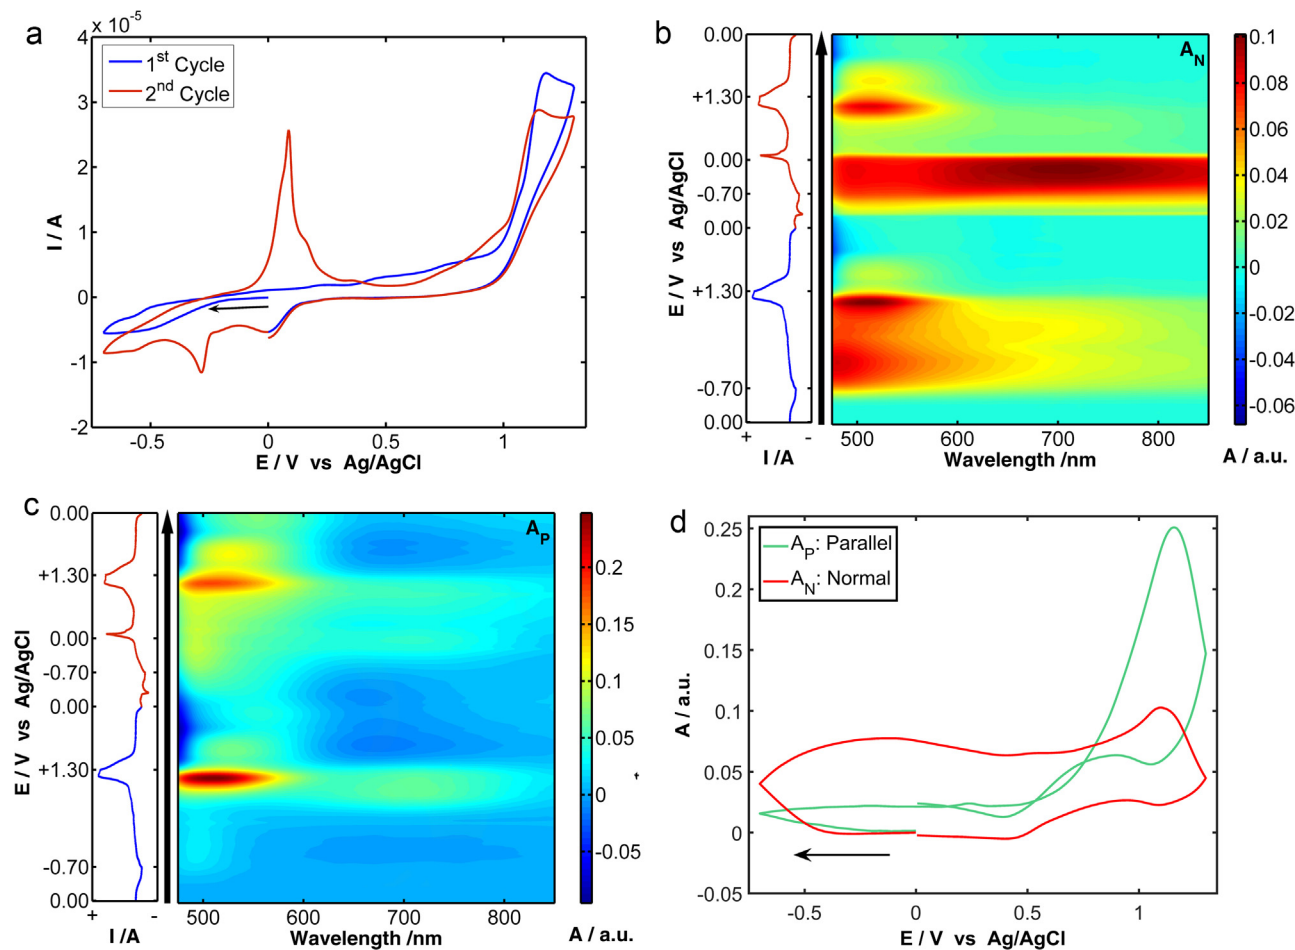 a
4 x 10⁻⁵
1ˢᵗ Cycle
2ⁿᵈ Cycle
3
2
1
0
-1
-2
I / A
-0.5
0
0.5
1
E / V vs Ag/AgCl
b
0.00
+1.30
0.00
-0.70
0.00
+1.30
-0.70
0.00
E / V vs Ag/AgCl
+
-
I /A
A_N
500
600
700
800
Wavelength /nm
0.1
0.08
0.06
0.04
0.02
0
-0.02
-0.04
-0.06
A / a.u.
c
0.00
+1.30
0.00
-0.70
0.00
+1.30
-0.70
0.00
E / V vs Ag/AgCl
+
-
I /A
A_P
500
600
700
800
Wavelength /nm
0.2
0.15
0.1
0.05
0
-0.05
A / a.u.
d
A_P: Parallel
A_N: Normal
0.25
0.15
0.05
0
-0.05
A / a.u.
-0.5
0
0.5
1
E / V vs Ag/AgCl